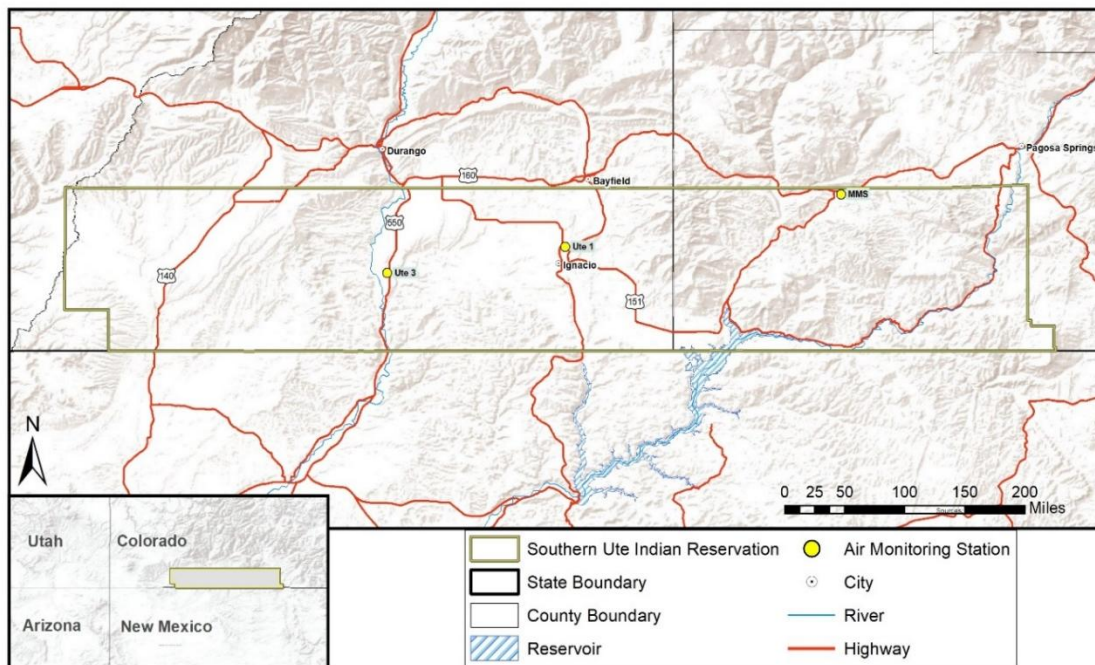 Durango
Pagosa Springs
160
Bayfield
MMS
550
Ute 1
Ignacio
140
Ute 3
151
N
0 25 50 100 150 200
Miles
Sources
Utah Colorado
Arizona New Mexico
Southern Ute Indian Reservation
State Boundary
County Boundary
Reservoir
Air Monitoring Station
City
River
Highway